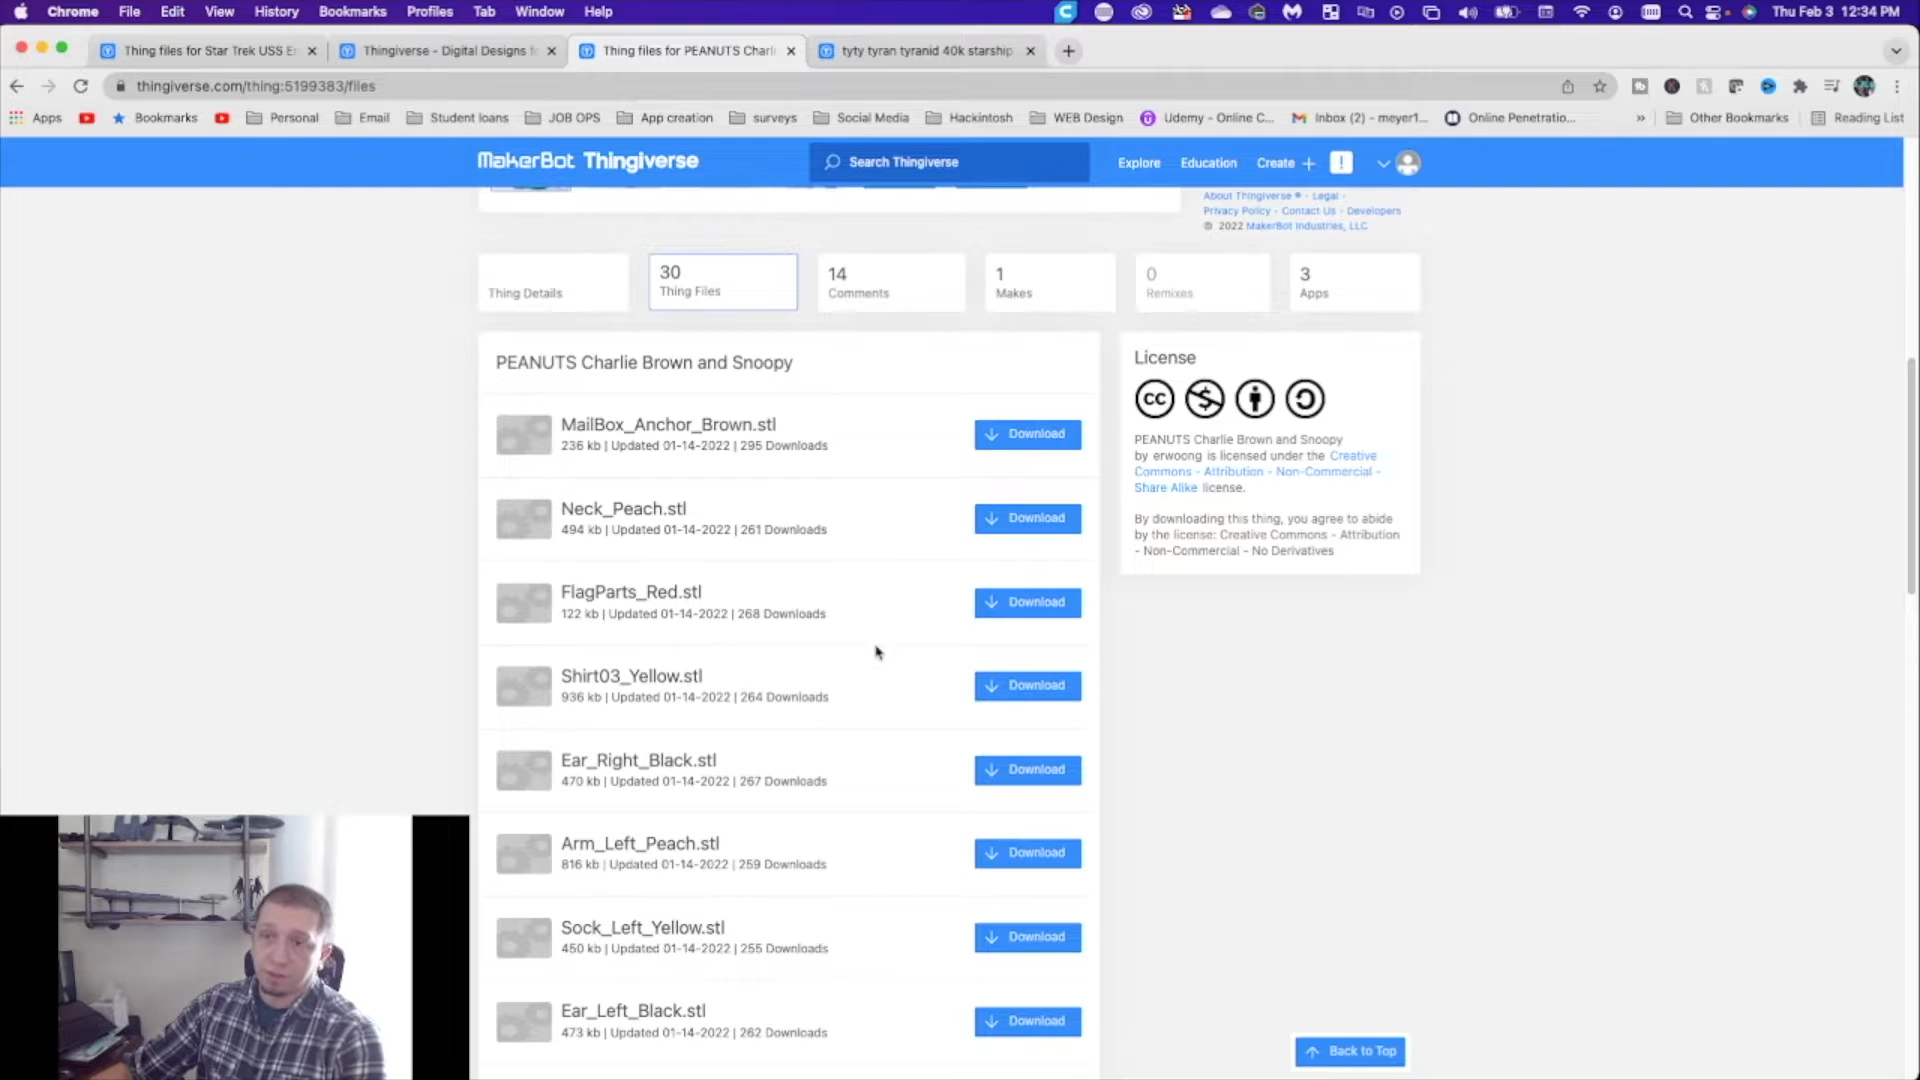 Chrome File Edit View History Bookmarks Profiles Tab Window Help Thu Feb 3 12:34 PM
Thing files for Star Trek USS E Thingiverse - Digital Designs f Thing files for PEANUTS Charl tyty tyran tyranid 40k starship
thingiverse.com/thing:5199383/files
Apps Bookmarks Personal Email Student loans JOB OPS App creation surveys Social Media Hackintosh WEB Design Udemy - Online C... Inbox (2) - meyer1... Online Penetratio... » Other Bookmarks Reading List
MakerBot Thingiverse Search Thingiverse Explore Education Create +
About Thingiverse ® - Legal -
Privacy Policy - Contact Us - Developers
© 2022 MakerBot Industries, LLC
30 14 1 0 3
Thing Details Thing Files Comments Makes Remixes Apps
PEANUTS Charlie Brown and Snoopy
MailBox_Anchor_Brown.stl
236 kb | Updated 01-14-2022 | 295 Downloads
Download
Neck_Peach.stl
494 kb | Updated 01-14-2022 | 261 Downloads
Download
FlagParts_Red.stl
122 kb | Updated 01-14-2022 | 268 Downloads
Download
Shirt03_Yellow.stl
936 kb | Updated 01-14-2022 | 264 Downloads
Download
Ear_Right_Black.stl
470 kb | Updated 01-14-2022 | 267 Downloads
Download
Arm_Left_Peach.stl
816 kb | Updated 01-14-2022 | 259 Downloads
Download
Sock_Left_Yellow.stl
450 kb | Updated 01-14-2022 | 255 Downloads
Download
Ear_Left_Black.stl
473 kb | Updated 01-14-2022 | 262 Downloads
Download
License
PEANUTS Charlie Brown and Snoopy
by erwoong is licensed under the Creative
Commons - Attribution - Non-Commercial -
Share Alike license.
By downloading this thing, you agree to abide
by the license: Creative Commons - Attribution
- Non-Commercial - No Derivatives
Back to Top